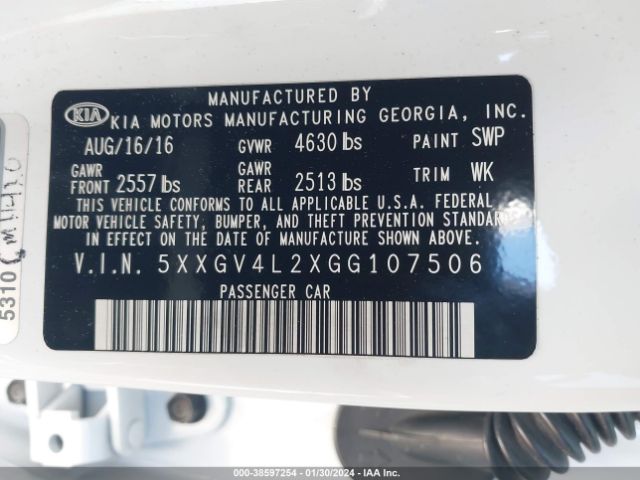 MANUFACTURED BY
KIA KIA MOTORS MANUFACTURING GEORGIA, INC.
AUG/16/16 GVWR 4630 lbs PAINT SWP
GAWR FRONT 2557 lbs GAWR REAR 2513 lbs TRIM WK
THIS VEHICLE CONFORMS TO ALL APPLICABLE U.S.A. FEDERAL
MOTOR VEHICLE SAFETY, BUMPER, AND THEFT PREVENTION STANDARDS
IN EFFECT ON THE DATE OF MANUFACTURE SHOWN ABOVE.
V.I.N. 5XXGV4L2XGG107506
PASSENGER CAR
5310
000-38597254 - 01/30/2024 - IAA Inc.